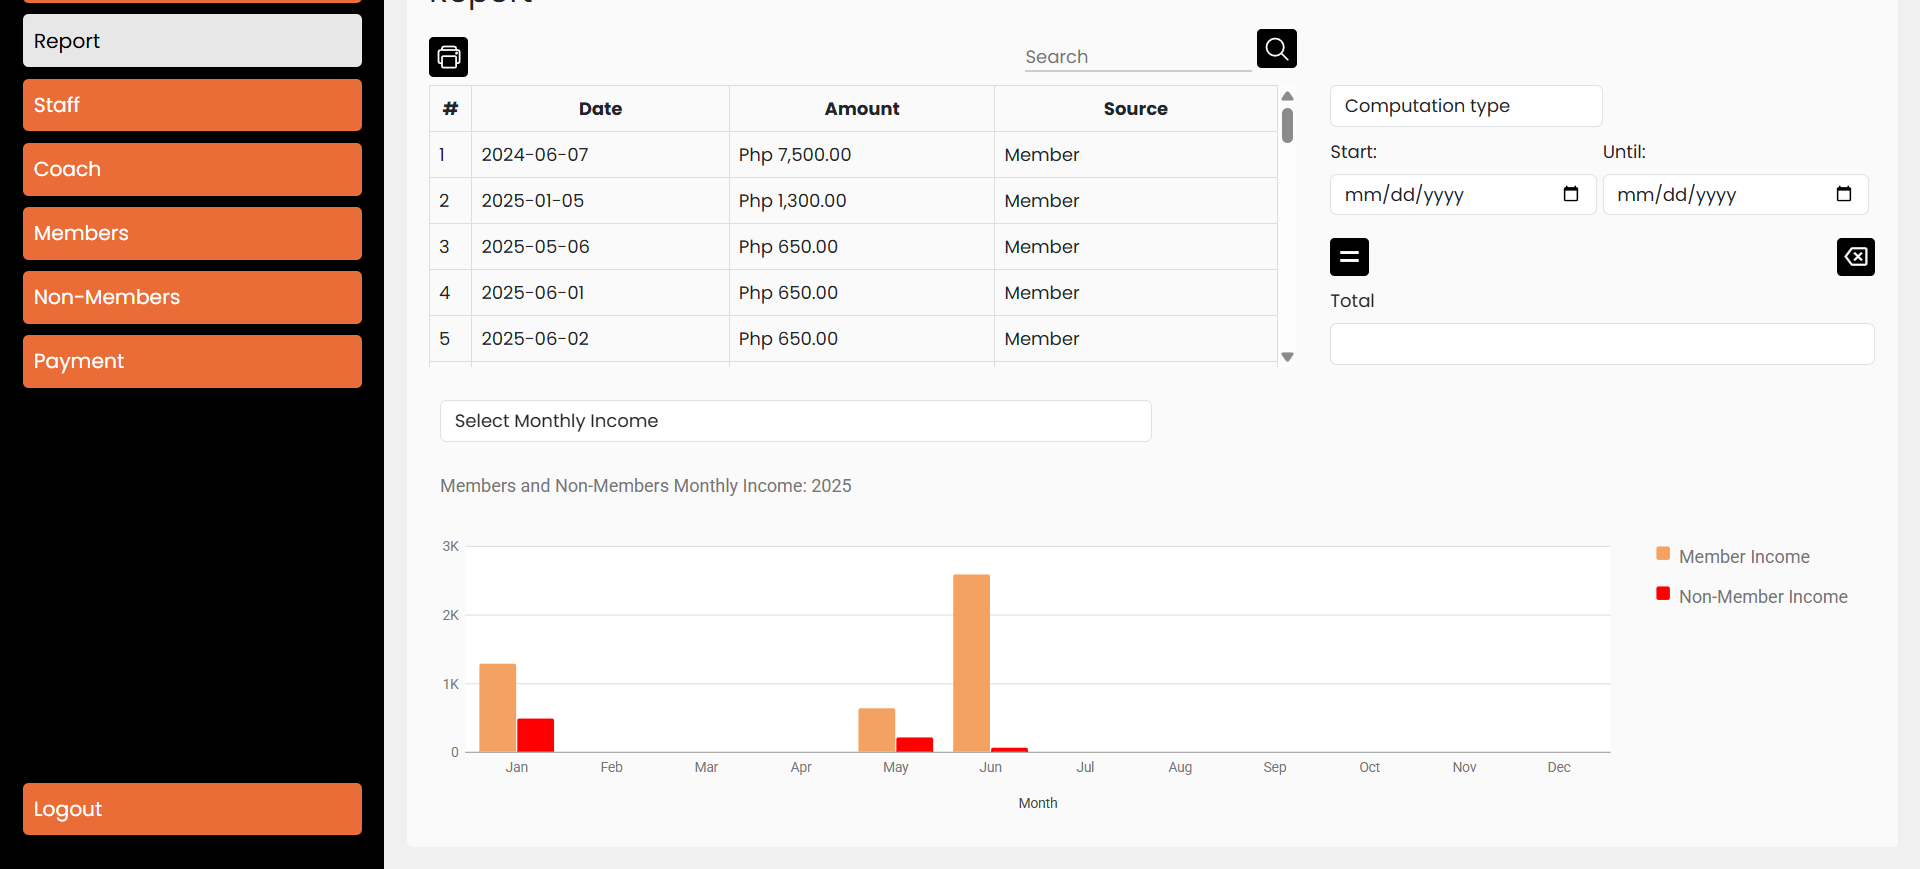 Report
Report
Staff
Coach
Members
Non-Members
Payment
Logout
Search
# Date Amount Source
1 2024-06-07 Php 7,500.00 Member
2 2025-01-05 Php 1,300.00 Member
3 2025-05-06 Php 650.00 Member
4 2025-06-01 Php 650.00 Member
5 2025-06-02 Php 650.00 Member
Computation type
Start: Until:
mm/dd/yyyy mm/dd/yyyy
Total
Select Monthly Income
Members and Non-Members Monthly Income: 2025
3K
2K
1K
0
Jan Feb Mar Apr May Jun Jul Aug Sep Oct Nov Dec
Month
Member Income
Non-Member Income